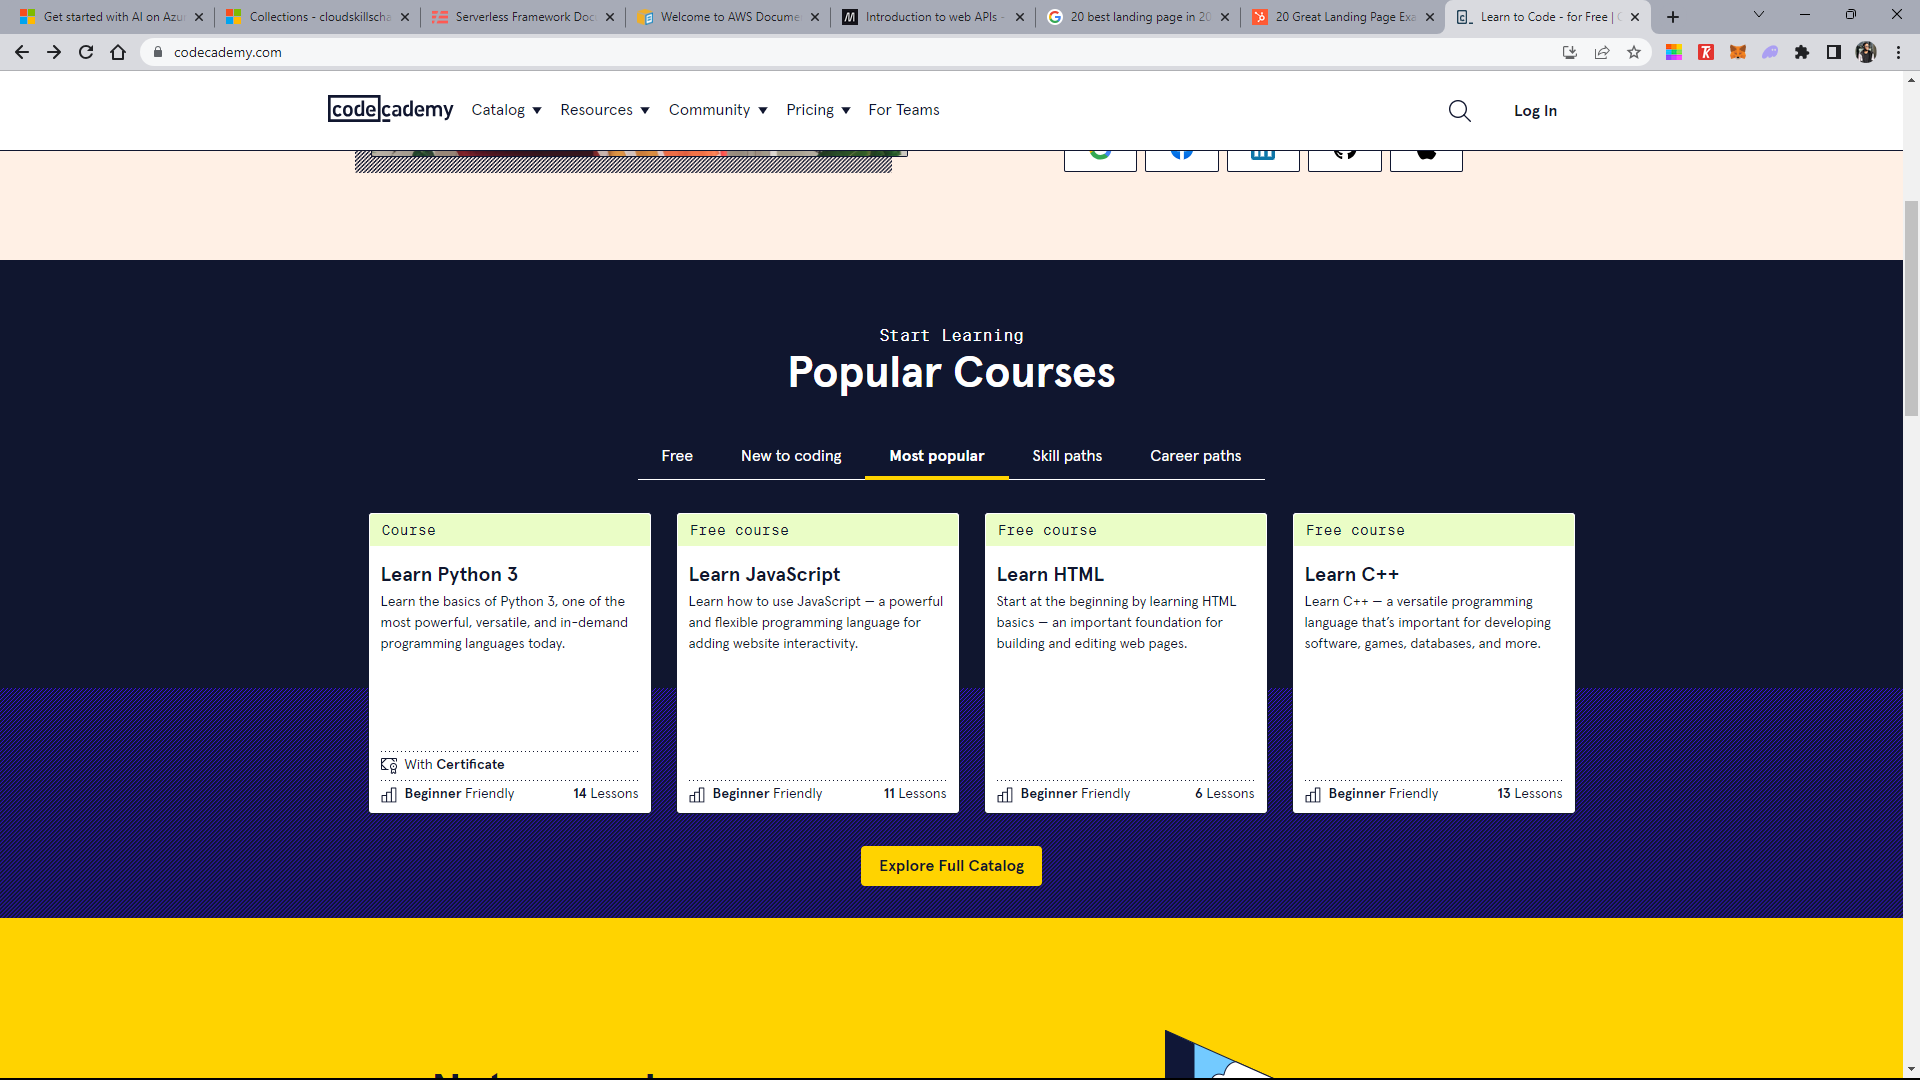 Get started with AI on Azur
Collections - cloudskillscha
Serverless Framework Doc
Welcome to AWS Docume
Introduction to web APIs -
20 best landing page in 20
20 Great Landing Page Exa
Learn to Code - for Free |
codecademy.com
codecademy
Catalog
Resources
Community
Pricing
For Teams
Log In
Start Learning
Popular Courses
Free
New to coding
Most popular
Skill paths
Career paths
Course
Learn Python 3
Learn the basics of Python 3, one of the
most powerful, versatile, and in-demand
programming languages today.
With Certificate
Beginner Friendly
14 Lessons
Free course
Learn JavaScript
Learn how to use JavaScript — a powerful
and flexible programming language for
adding website interactivity.
Beginner Friendly
11 Lessons
Free course
Learn HTML
Start at the beginning by learning HTML
basics — an important foundation for
building and editing web pages.
Beginner Friendly
6 Lessons
Free course
Learn C++
Learn C++ — a versatile programming
language that’s important for developing
software, games, databases, and more.
Beginner Friendly
13 Lessons
Explore Full Catalog